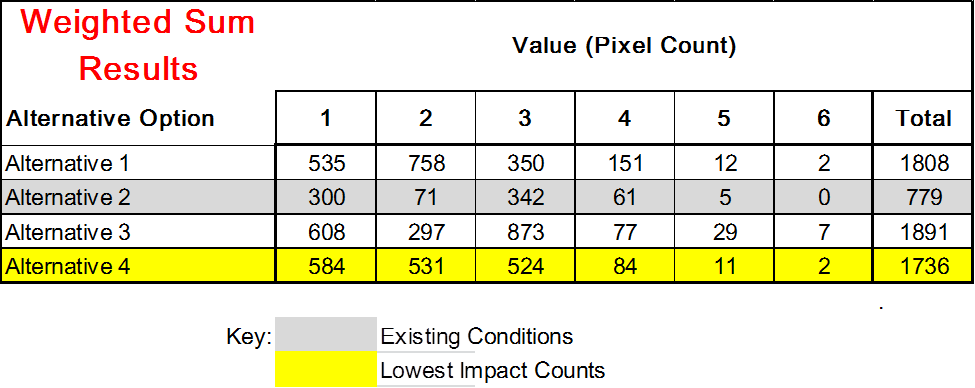 Weighted Sum
Results
Value (Pixel Count)
Alternative Option 1 2 3 4 5 6 Total
Alternative 1 535 758 350 151 12 2 1808
Alternative 2 300 71 342 61 5 0 779
Alternative 3 608 297 873 77 29 7 1891
Alternative 4 584 531 524 84 11 2 1736
.
Key: Existing Conditions
Lowest Impact Counts